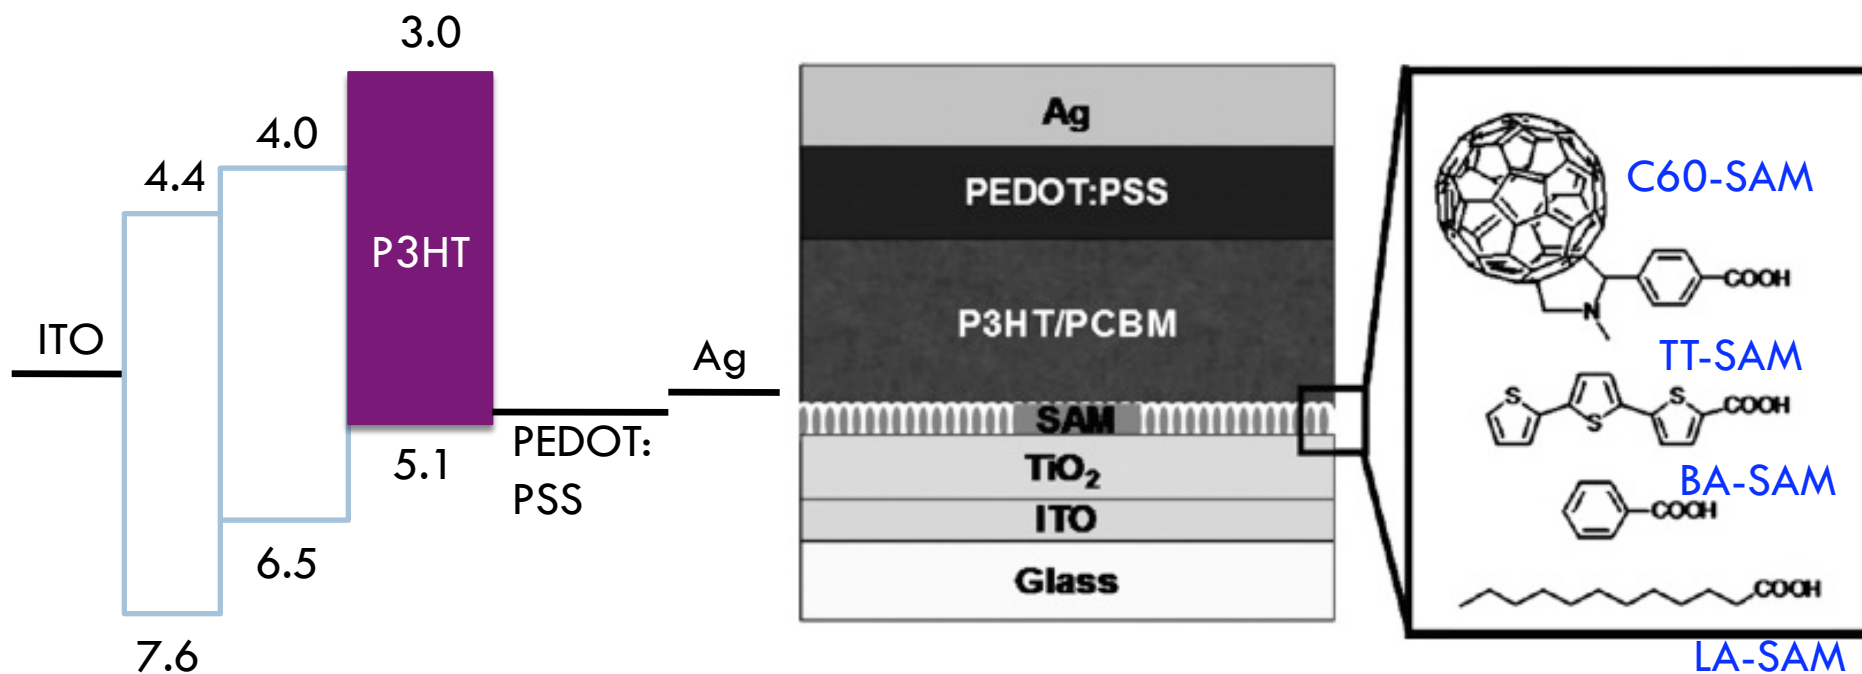 3.0
4.0
4.4
P3HT
ITO
Ag
5.1
PEDOT:
PSS
6.5
7.6
Ag
PEDOT:PSS
P3HT/PCBM
SAM
TiO₂
ITO
Glass
C60-SAM
COOH
N
TT-SAM
S
S
S
COOH
BA-SAM
COOH
COOH
LA-SAM